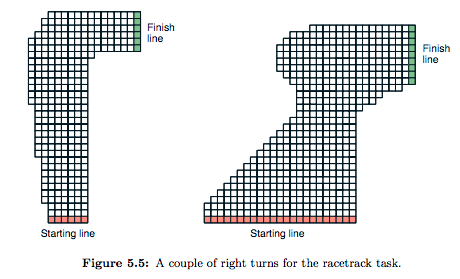 Finish
line
Finish
line
Starting line
Starting line
Figure 5.5: A couple of right turns for the racetrack task.